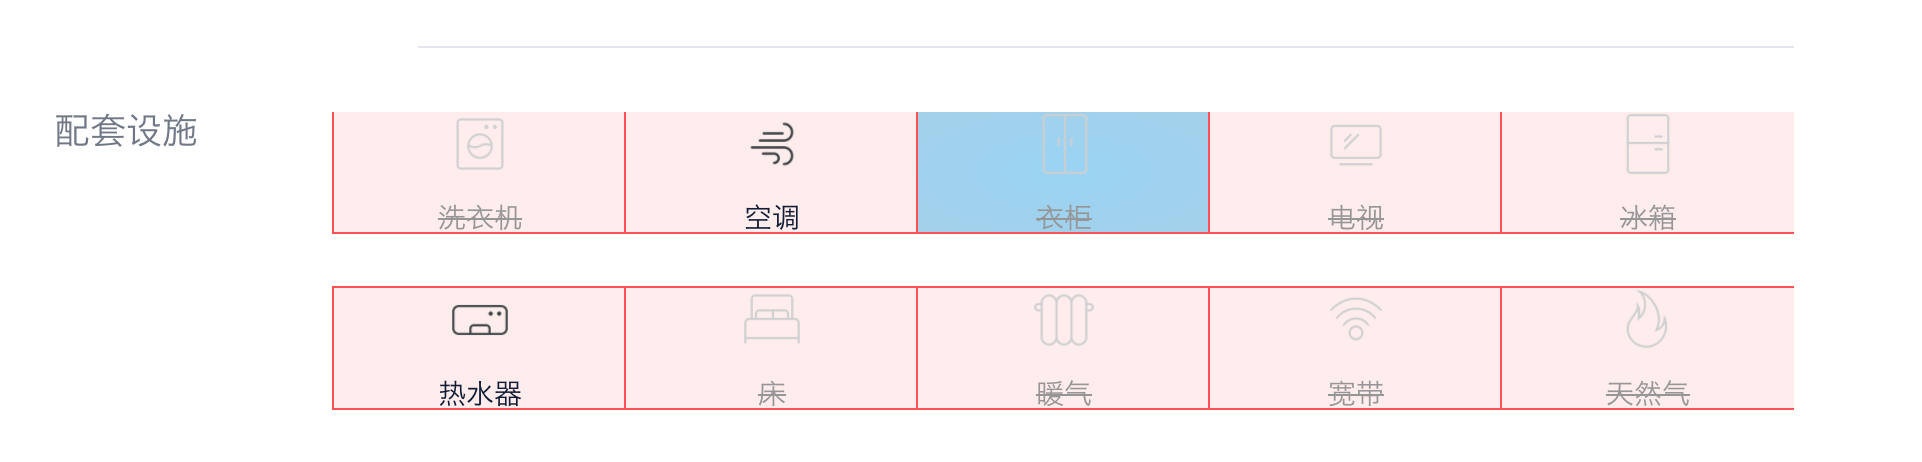 配套设施
洗衣机 空调 衣柜 电视 冰箱
热水器 床 暖气 宽带 天然气